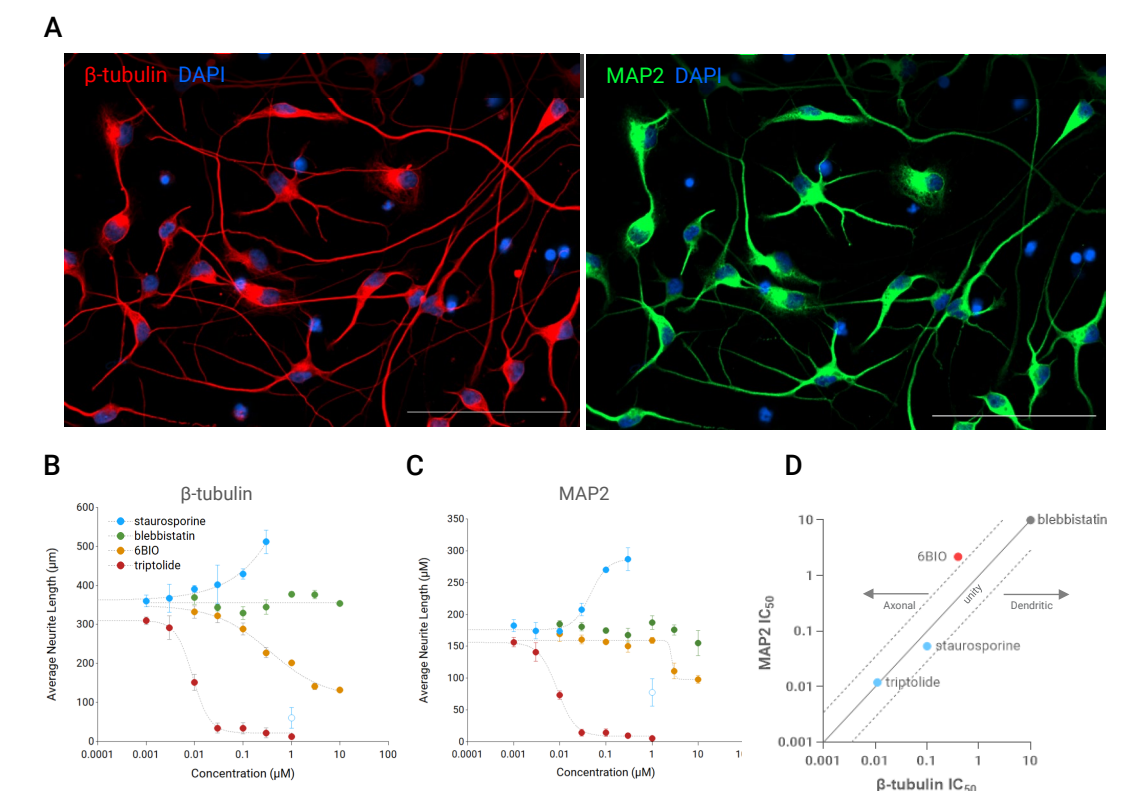 A
β-tubulin DAPI
MAP2 DAPI
B
β-tubulin
600
500
400
300
200
100
0
0.0001
0.001
0.01
0.1
1
10
100
Average Neurite Length (µm)
Concentration (µM)
staurosporine
blebbistatin
6BIO
triptolide
C
MAP2
350
300
250
200
150
100
50
0
0.0001
0.001
0.01
0.1
1
10
Average Neurite Length (µM)
Concentration (µM)
D
10
1
0.1
0.01
0.001
0.001
0.01
0.1
1
10
MAP2 IC50
β-tubulin IC50
blebbistatin
6BIO
Axonal
unity
Dendritic
staurosporine
triptolide